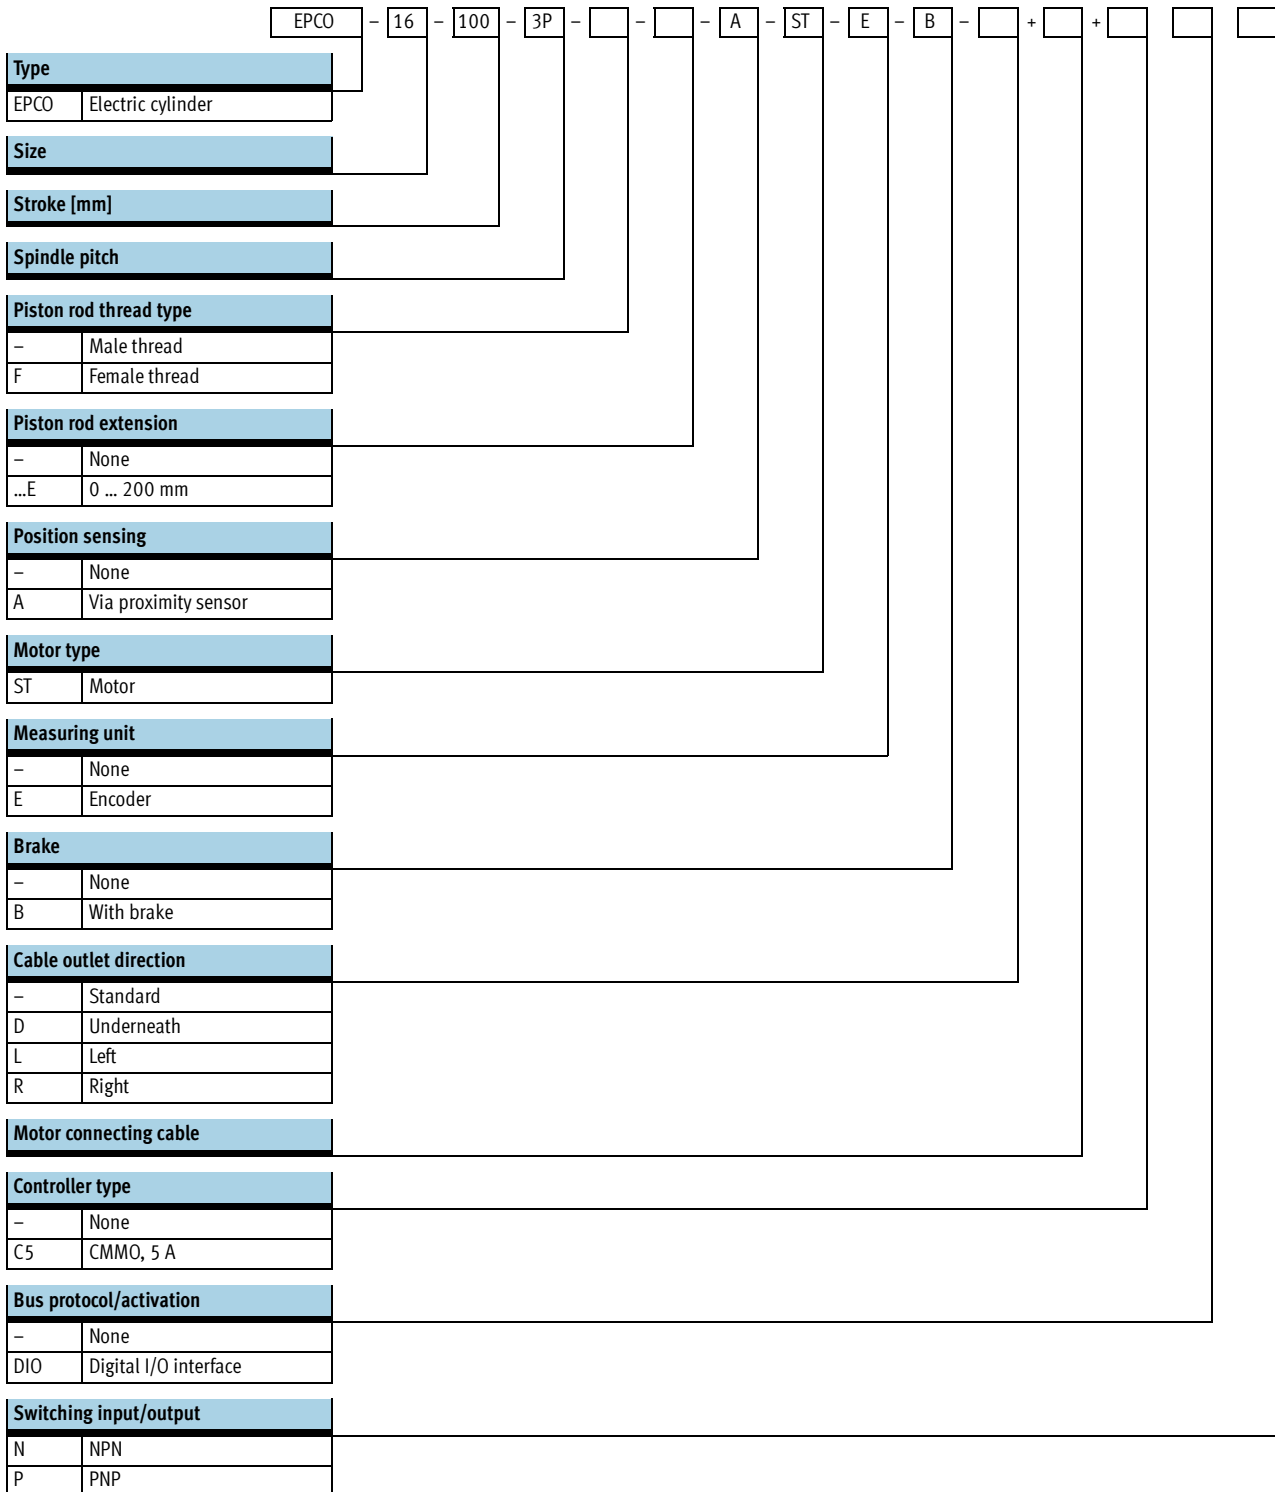 EPCO – 16 – 100 – 3P – – – A – ST – E – B – + +
Type
EPCO Electric cylinder
Size
Stroke [mm]
Spindle pitch
Piston rod thread type
– Male thread
F Female thread
Piston rod extension
– None
...E 0 ... 200 mm
Position sensing
– None
A Via proximity sensor
Motor type
ST Motor
Measuring unit
– None
E Encoder
Brake
– None
B With brake
Cable outlet direction
– Standard
D Underneath
L Left
R Right
Motor connecting cable
Controller type
– None
C5 CMMO, 5 A
Bus protocol/activation
– None
DIO Digital I/O interface
Switching input/output
N NPN
P PNP